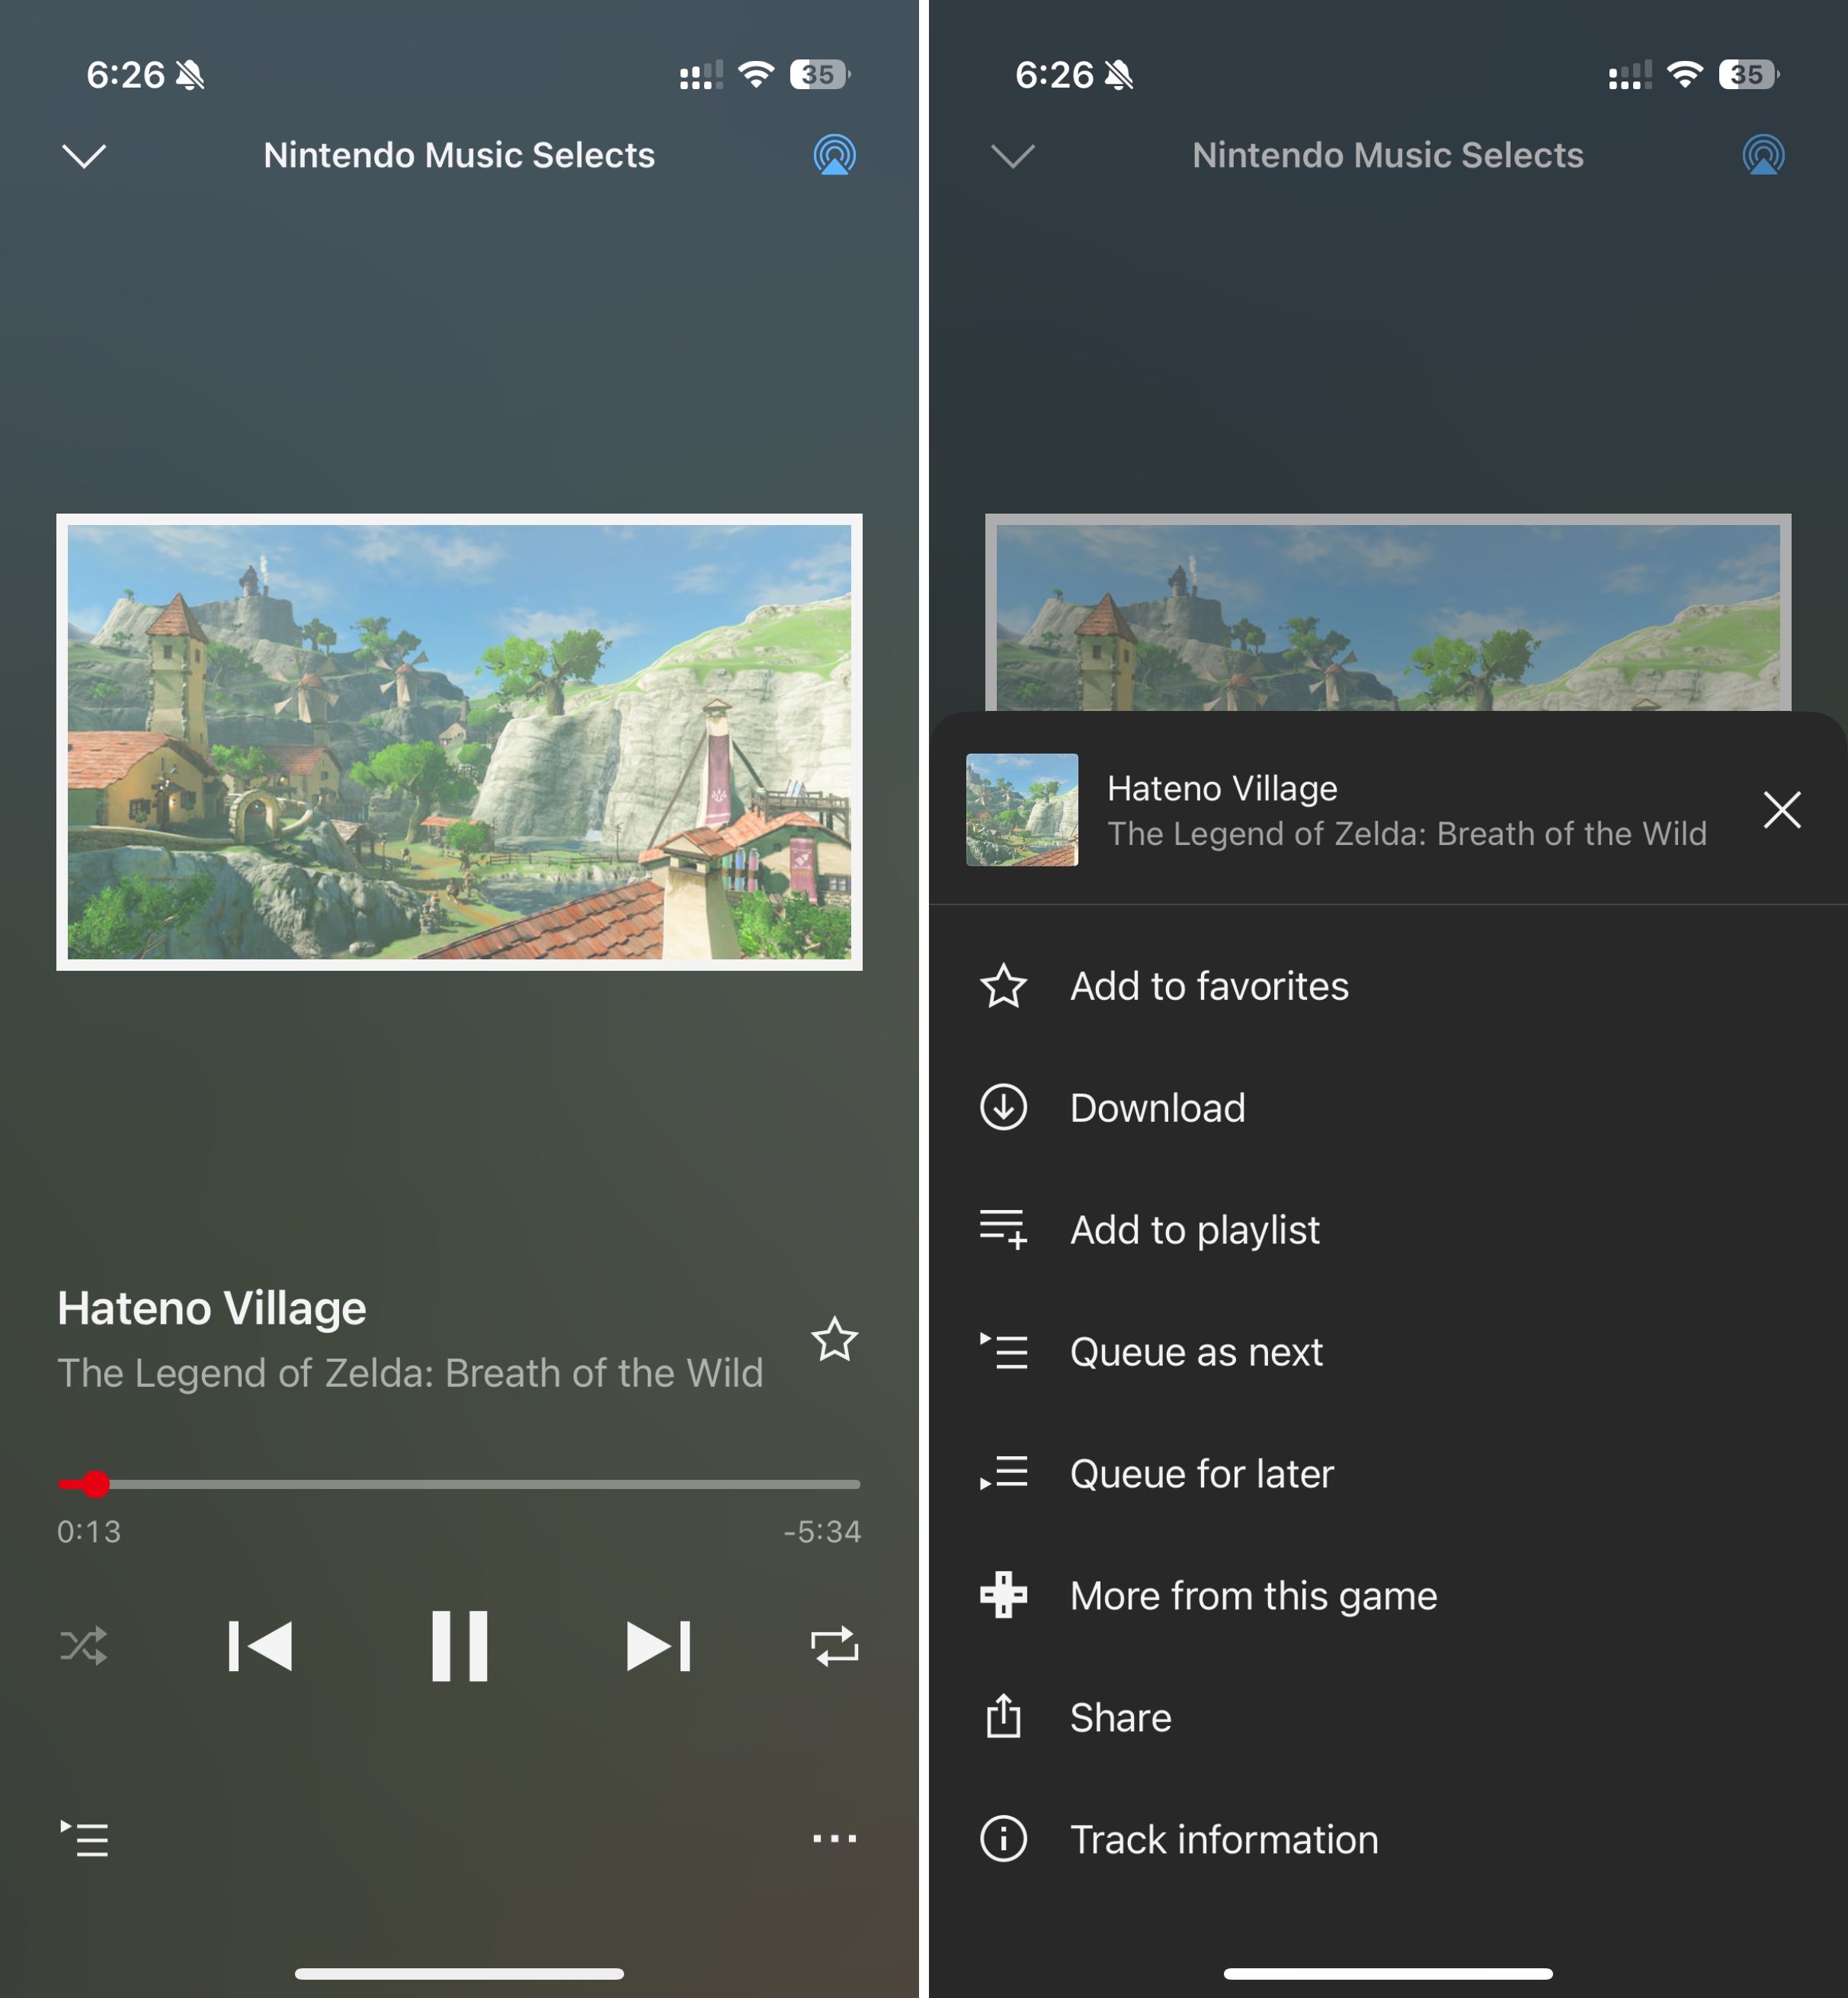 6:26
35
Nintendo Music Selects
Hateno Village
The Legend of Zelda: Breath of the Wild
0:13
-5:34
6:26
35
Nintendo Music Selects
Hateno Village
The Legend of Zelda: Breath of the Wild
Add to favorites
Download
Add to playlist
Queue as next
Queue for later
More from this game
Share
Track information